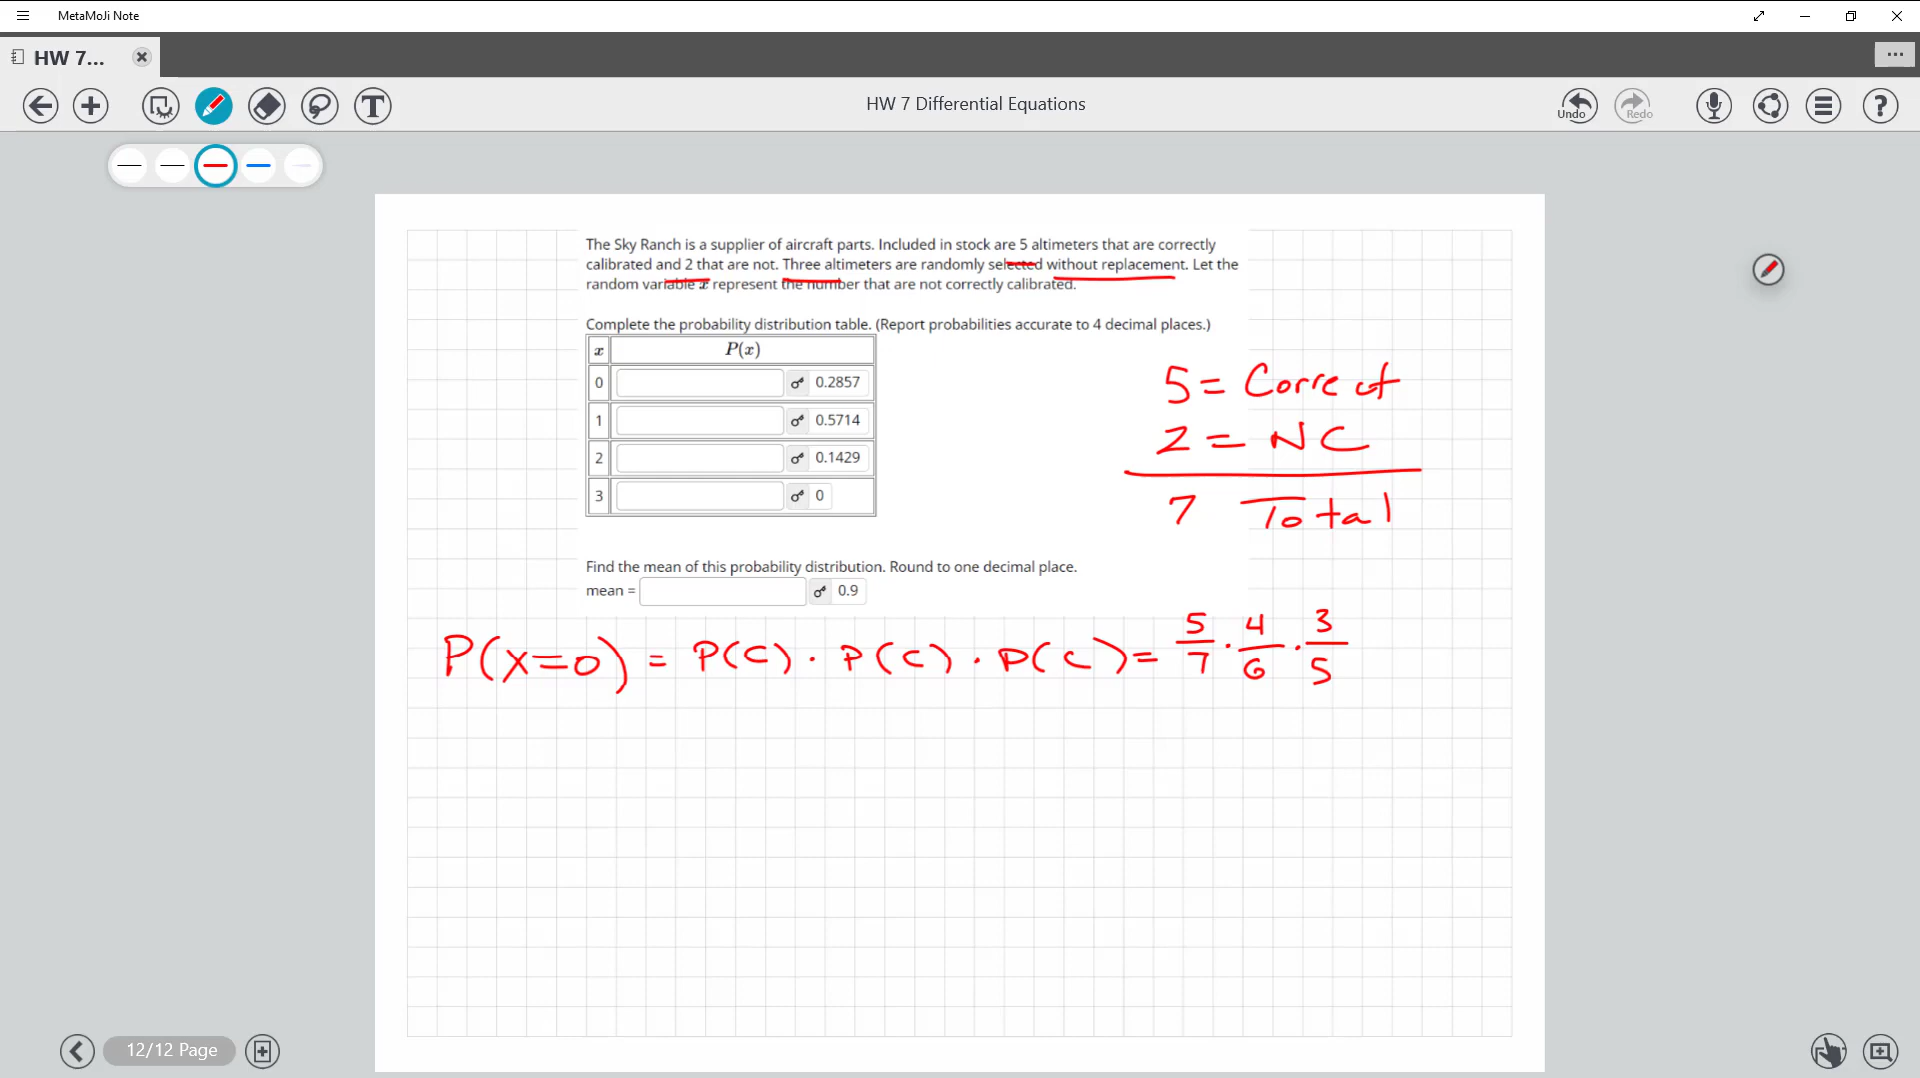 MetaMoJi Note
HW 7...
HW 7 Differential Equations
Undo
Redo
The Sky Ranch is a supplier of aircraft parts. Included in stock are 5 altimeters that are correctly
calibrated and 2 that are not. Three altimeters are randomly selected without replacement. Let the
random variable x represent the number that are not correctly calibrated.
Complete the probability distribution table. (Report probabilities accurate to 4 decimal places.)
x P(x)
0 0.2857
1 0.5714
2 0.1429
3 0
5 = Correct
2 = NC
7 Total
Find the mean of this probability distribution. Round to one decimal place.
mean = 0.9
P(x=0) = P(C) · P(C) · P(C) = 5/7 · 4/6 · 3/5
12/12 Page